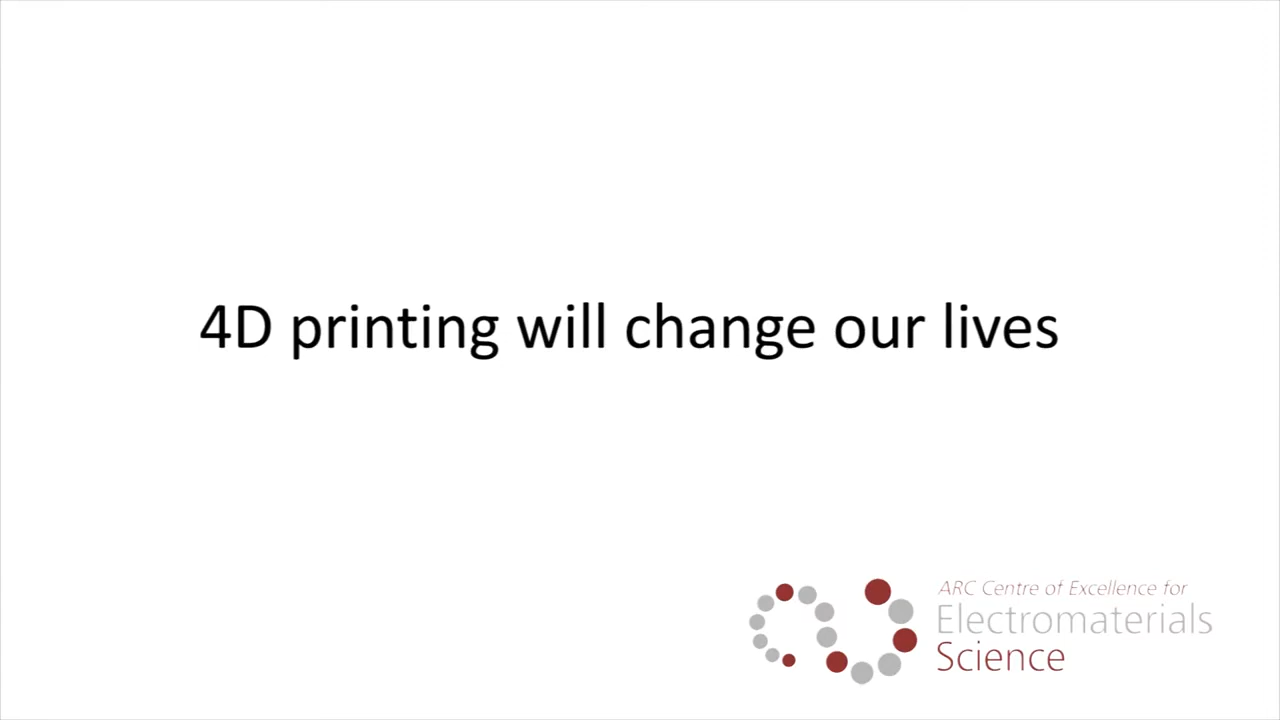 4D printing will change our lives
ARC Centre of Excellence for
Electromaterials
Science